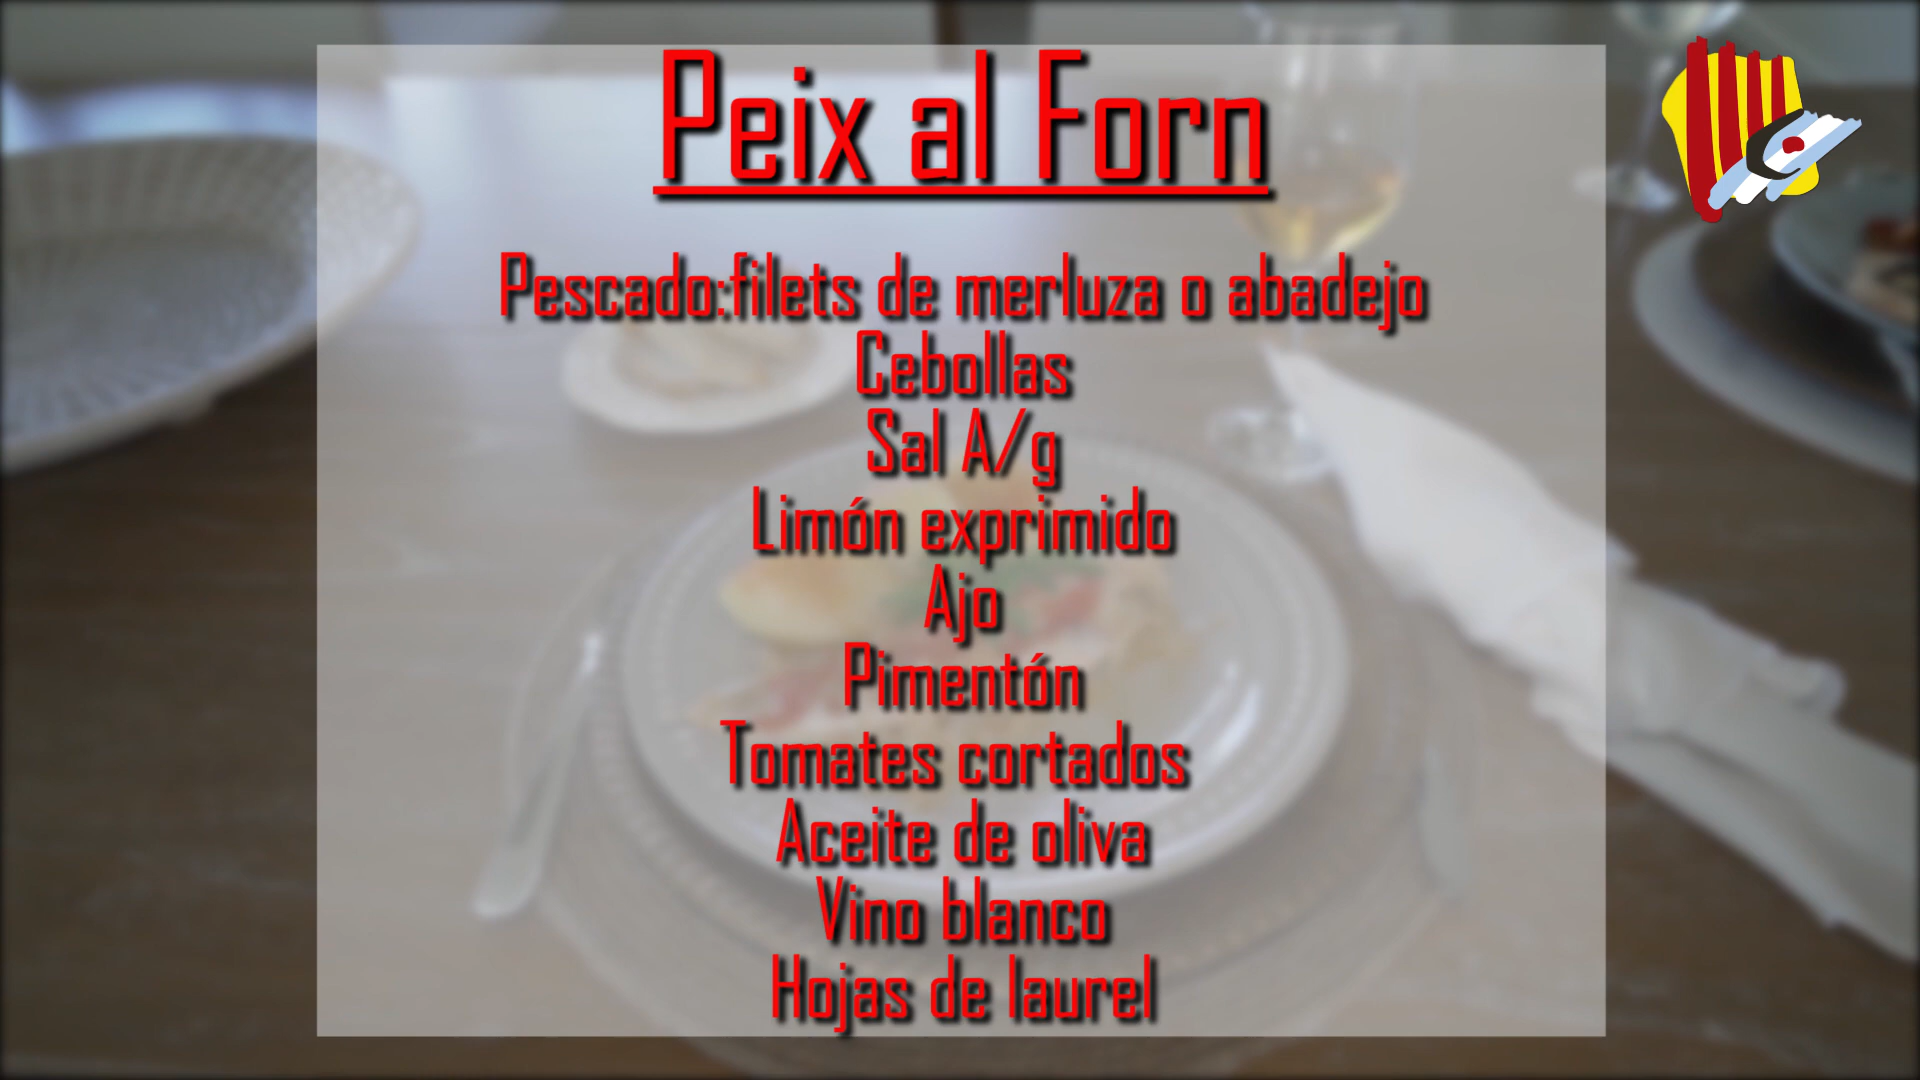 Peix al Forn
Pescado:filets de merluza o abadejo
Cebollas
Sal A/g
Limón exprimido
Ajo
Pimentón
Tomates cortados
Aceite de oliva
Vino blanco
Hojas de laurel